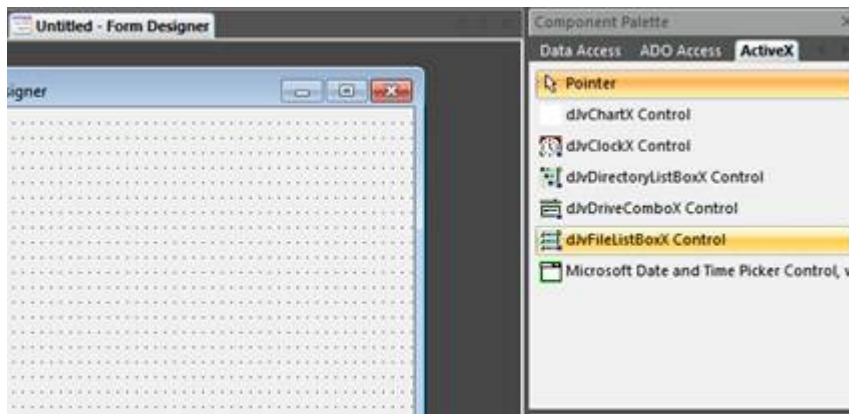 Untitled - Form Designer
signer
Component Palette
Data Access ADO Access ActiveX
Pointer
dJvChartX Control
dJvClockX Control
dJvDirectoryListBoxX Control
dJvDriveComboX Control
dJvFileListBoxX Control
Microsoft Date and Time Picker Control, v